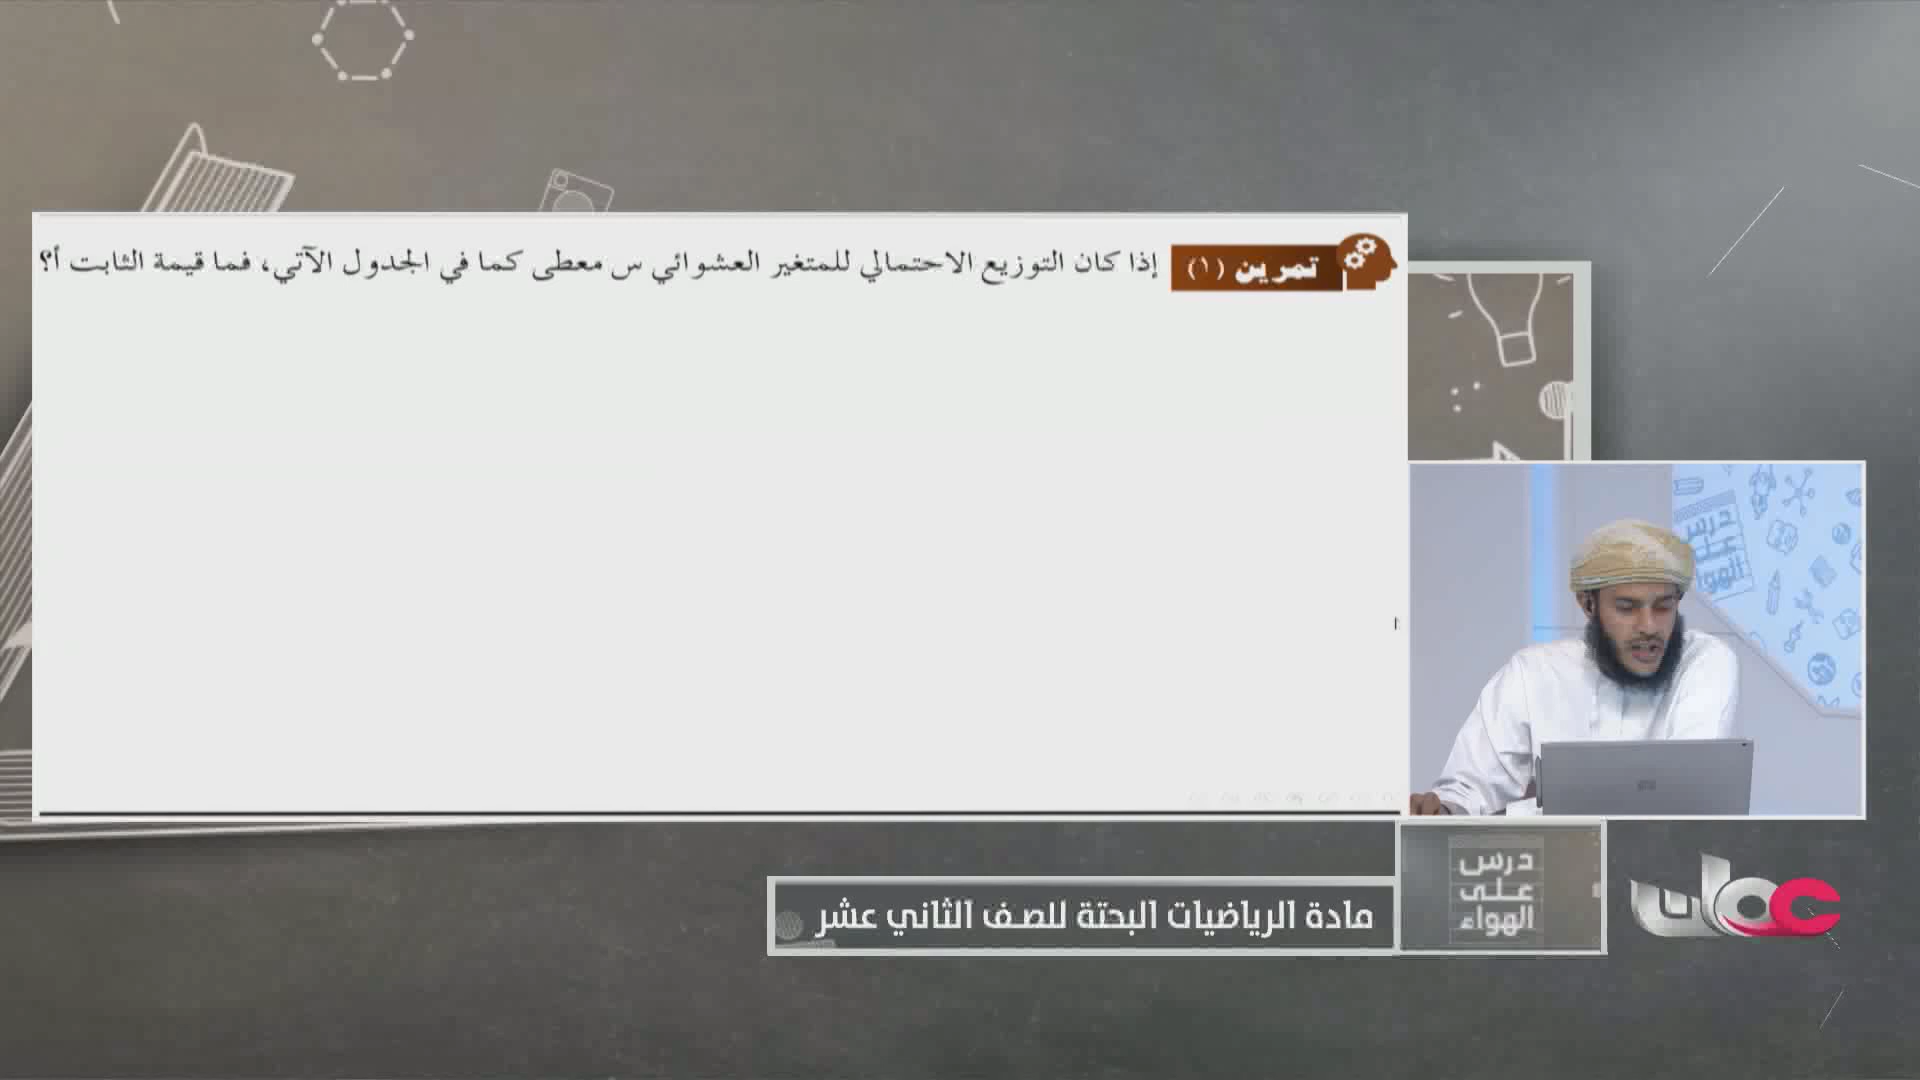 تمرين (١) إذا كان التوزيع الاحتمالي للمتغير العشوائي س معطى كما في الجدول الآتي، فما قيمة الثابت أ؟
درس
على
الهواء
مادة الرياضيات البحتة للصف الثاني عشر
درس
على
الهواء
عمان